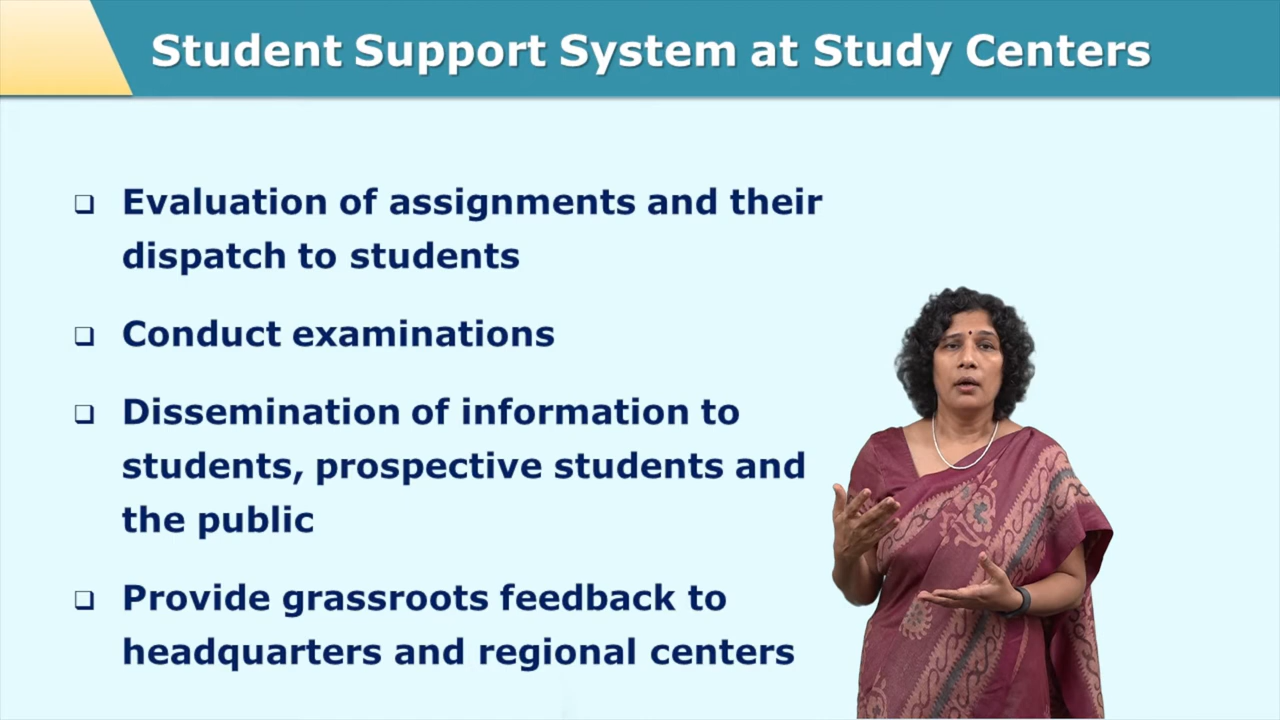 Student Support System at Study Centers
Evaluation of assignments and their
dispatch to students
Conduct examinations
Dissemination of information to
students, prospective students and
the public
Provide grassroots feedback to
headquarters and regional centers